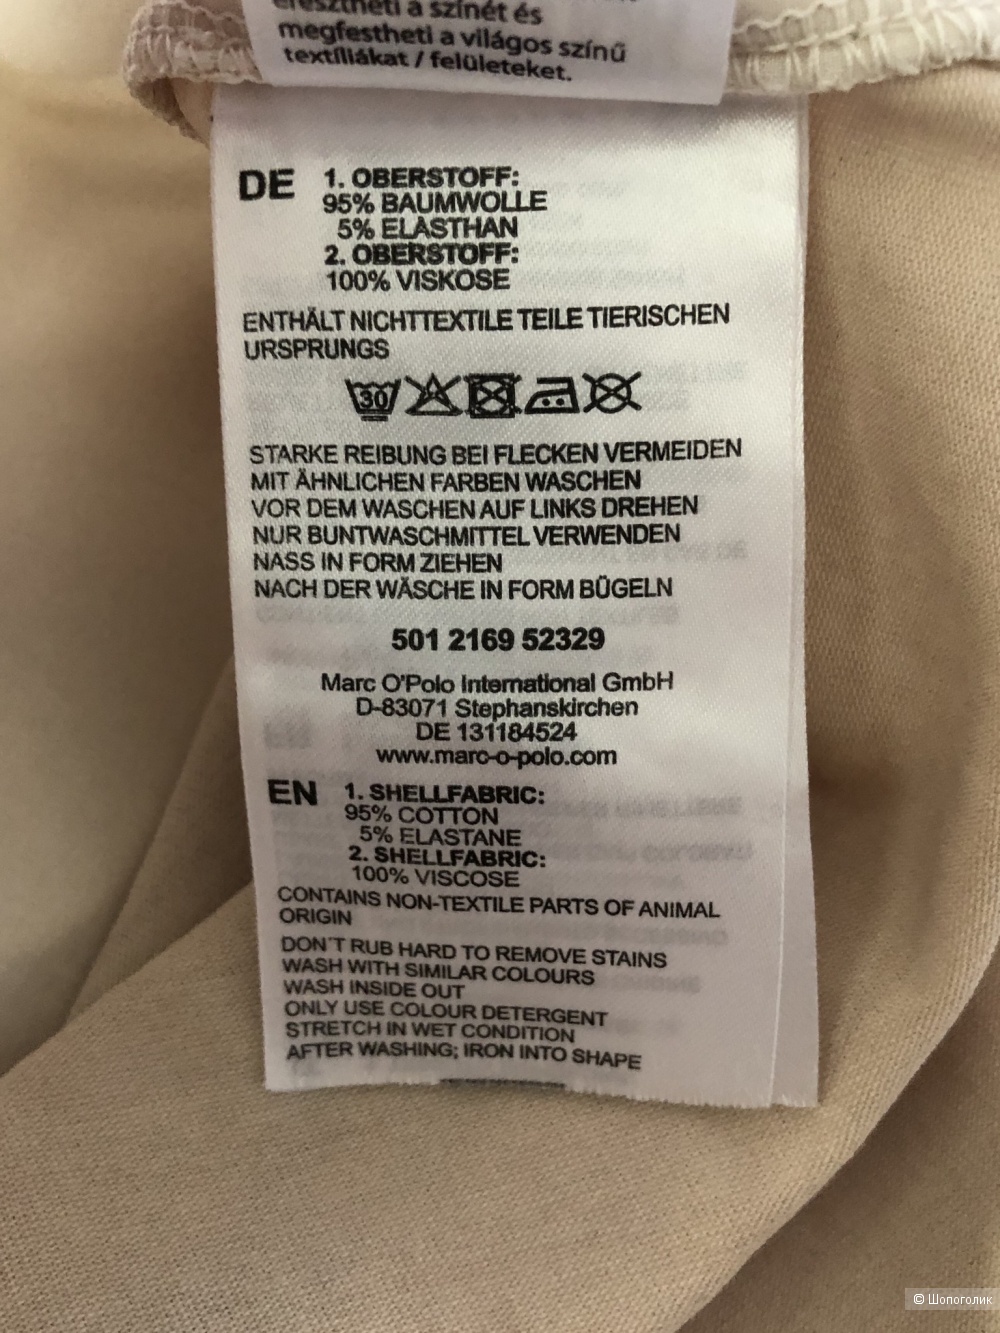 eresztheti a színét és
megfestheti a világos színű
textíliákat / felületeket.
DE 1. OBERSTOFF:
95% BAUMWOLLE
5% ELASTHAN
2. OBERSTOFF:
100% VISKOSE
ENTHÄLT NICHTTEXTILE TEILE TIERISCHEN
URSPRUNGS
30
STARKE REIBUNG BEI FLECKEN VERMEIDEN
MIT ÄHNLICHEN FARBEN WASCHEN
VOR DEM WASCHEN AUF LINKS DREHEN
NUR BUNTWASCHMITTEL VERWENDEN
NASS IN FORM ZIEHEN
NACH DER WÄSCHE IN FORM BÜGELN
501 2169 52329
Marc O'Polo International GmbH
D-83071 Stephanskirchen
DE 131184524
www.marc-o-polo.com
EN 1. SHELLFABRIC:
95% COTTON
5% ELASTANE
2. SHELLFABRIC:
100% VISCOSE
CONTAINS NON-TEXTILE PARTS OF ANIMAL
ORIGIN
DON'T RUB HARD TO REMOVE STAINS
WASH WITH SIMILAR COLOURS
WASH INSIDE OUT
ONLY USE COLOUR DETERGENT
STRETCH IN WET CONDITION
AFTER WASHING; IRON INTO SHAPE
© Шопоголик